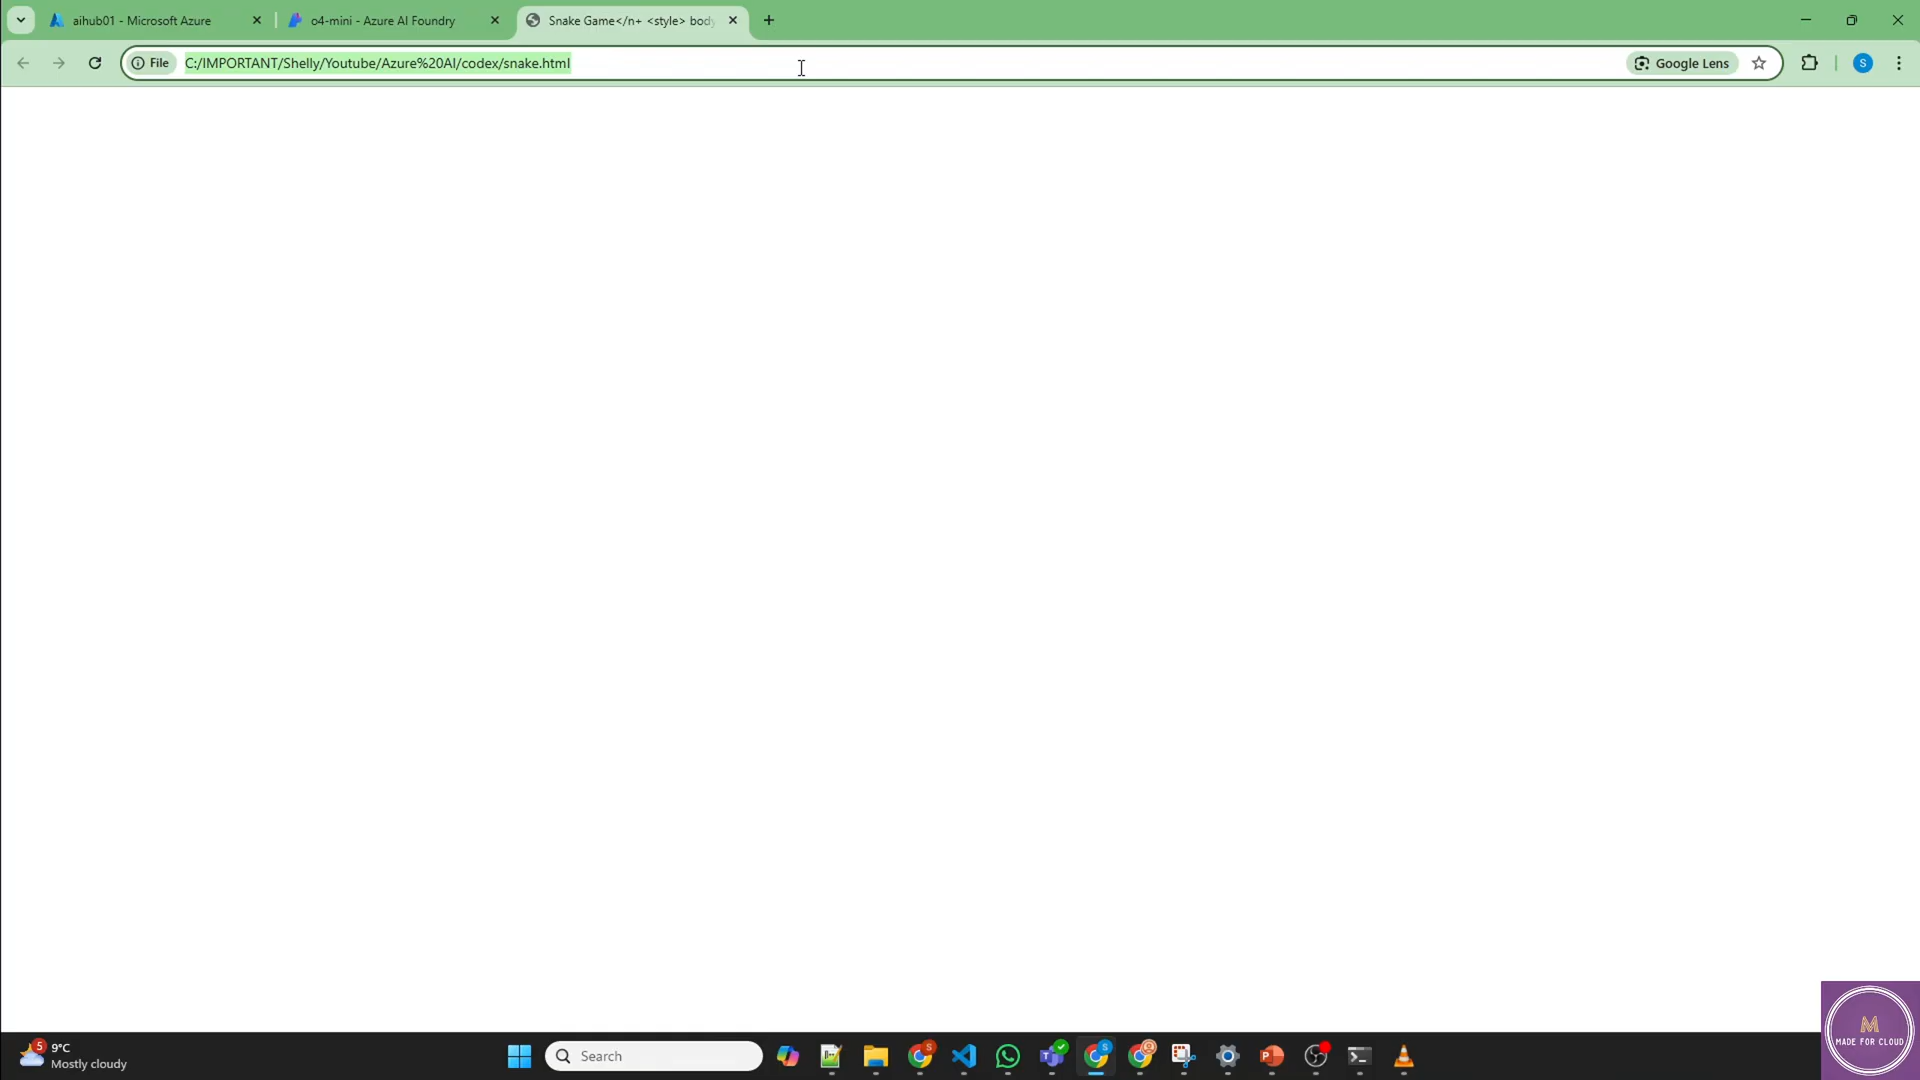 aihub01 - Microsoft Azure
o4-mini - Azure AI Foundry
Snake Game</n+ <style> body
File
C:/IMPORTANT/Shelly/Youtube/Azure%20AI/codex/snake.html
Google Lens
S
5
9°C
Mostly cloudy
Search
S
S
M
MADE FOR CLOUD